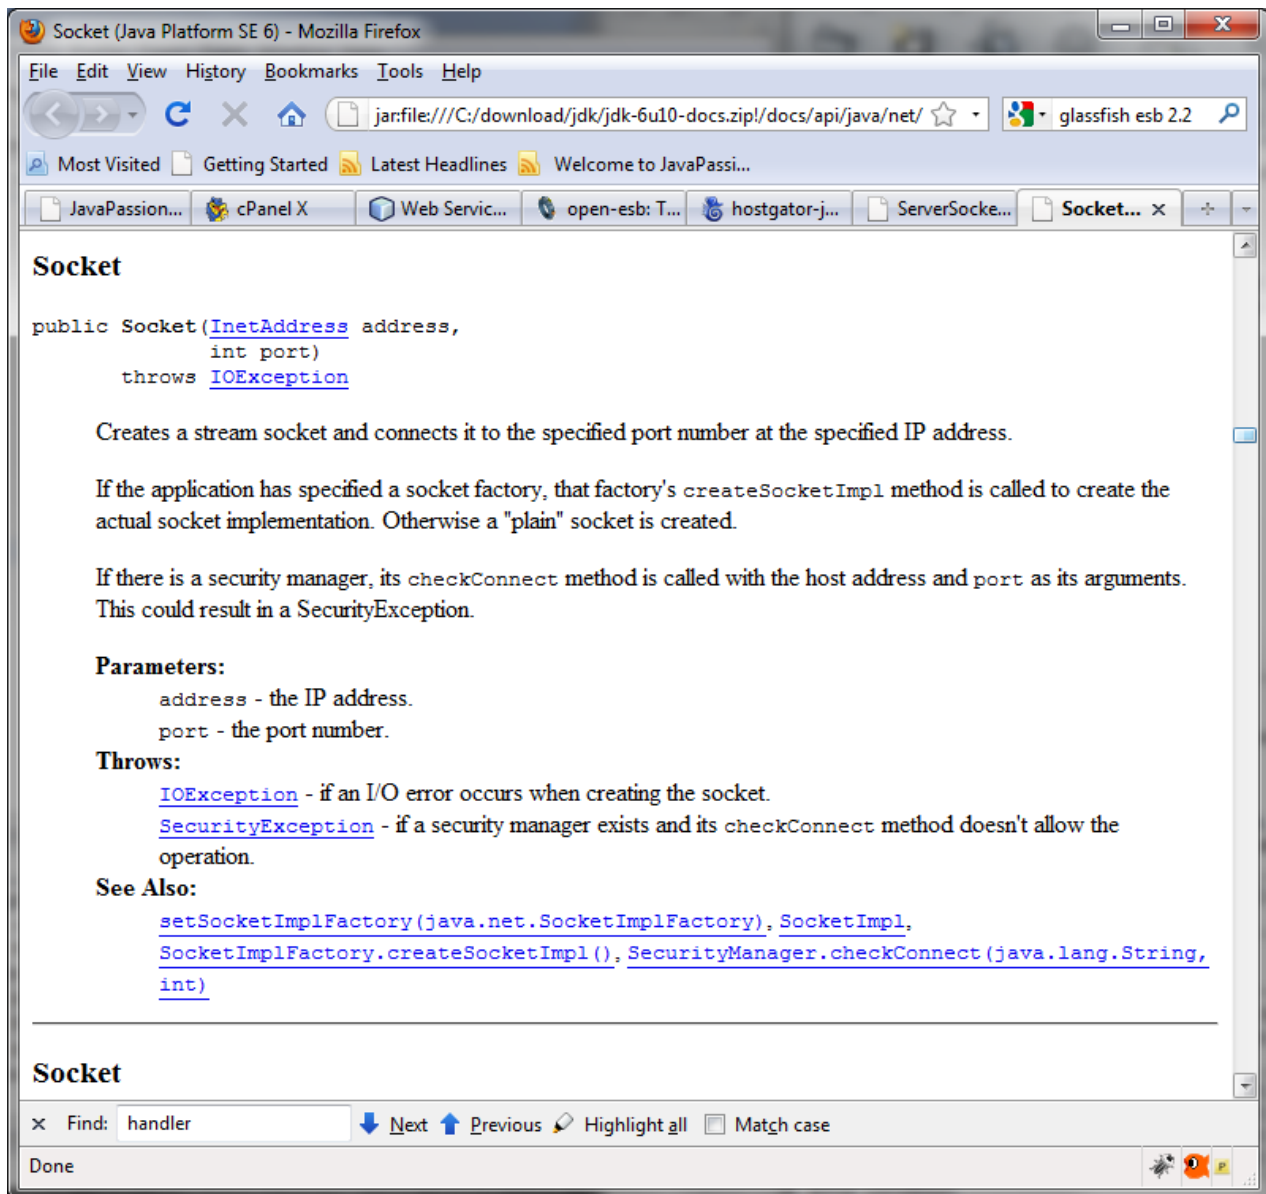 Socket (Java Platform SE 6) - Mozilla Firefox
File Edit View History Bookmarks Tools Help
jar:file:///C:/download/jdk/jdk-6u10-docs.zip!/docs/api/java/net/ glassfish esb 2.2
Most Visited Getting Started Latest Headlines Welcome to JavaPassi...
JavaPassion... cPanel X Web Servic... open-esb: T... hostgator-j... ServerSocke... Socket...
Socket
public Socket(InetAddress address,
int port)
throws IOException
Creates a stream socket and connects it to the specified port number at the specified IP address.
If the application has specified a socket factory, that factory's createSocketImpl method is called to create the
actual socket implementation. Otherwise a "plain" socket is created.
If there is a security manager, its checkConnect method is called with the host address and port as its arguments.
This could result in a SecurityException.
Parameters:
address - the IP address.
port - the port number.
Throws:
IOException - if an I/O error occurs when creating the socket.
SecurityException - if a security manager exists and its checkConnect method doesn't allow the
operation.
See Also:
setSocketImplFactory(java.net.SocketImplFactory), SocketImpl,
SocketImplFactory.createSocketImpl(), SecurityManager.checkConnect(java.lang.String,
int)
Socket
Find: handler Next Previous Highlight all Match case
Done P